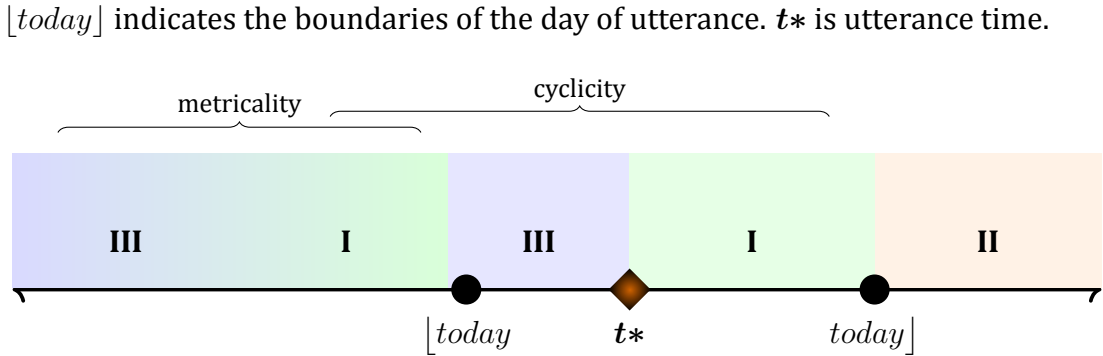 ⌊today⌋ indicates the boundaries of the day of utterance. t* is utterance time.
cyclicity
metricality
III I III I II
⌊today t* today⌋